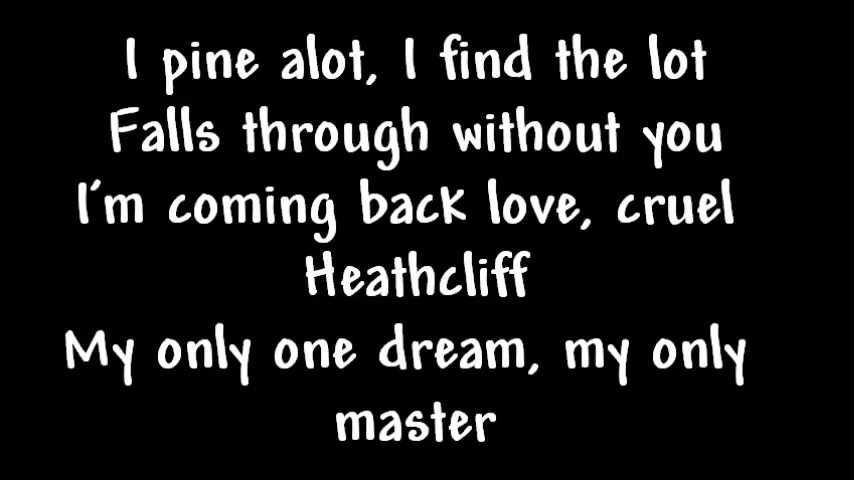 I pine alot, I find the lot
Falls through without you
I'm coming back love, cruel
Heathcliff
My only one dream, my only
master